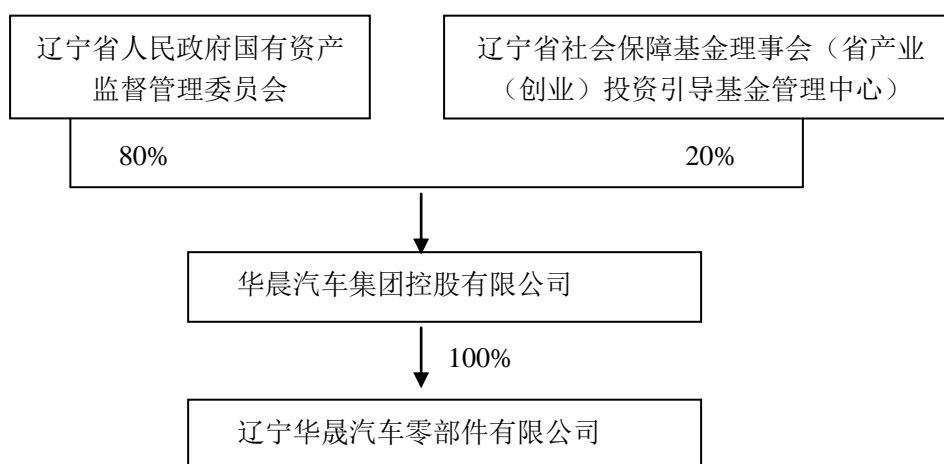 辽宁省人民政府国有资产
监督管理委员会
辽宁省社会保障基金理事会（省产业
（创业）投资引导基金管理中心）
80%
20%
华晨汽车集团控股有限公司
100%
辽宁华晟汽车零部件有限公司